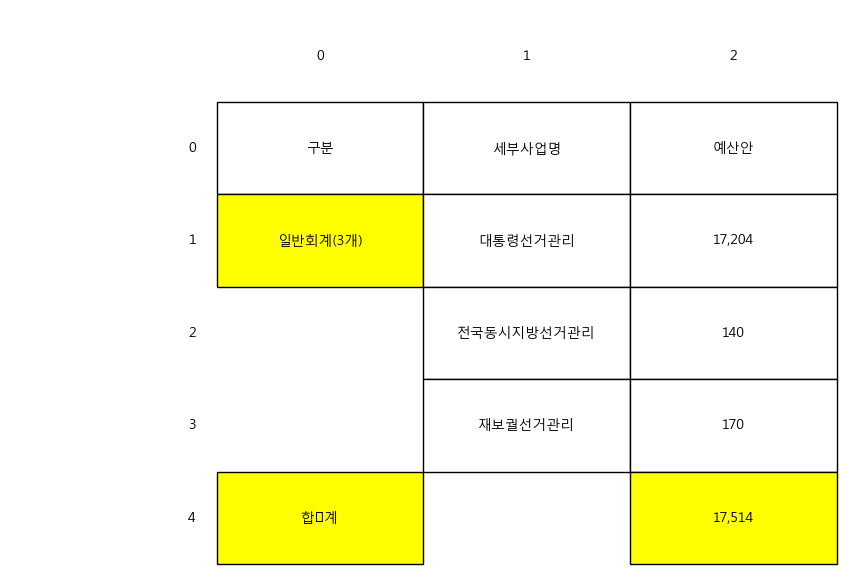 0 1 2
0 구분 세부사업명 예산안
1 일반회계(3개) 대통령선거관리 17,204
2 전국동시지방선거관리 140
3 재보궐선거관리 170
4 합▯계 17,514